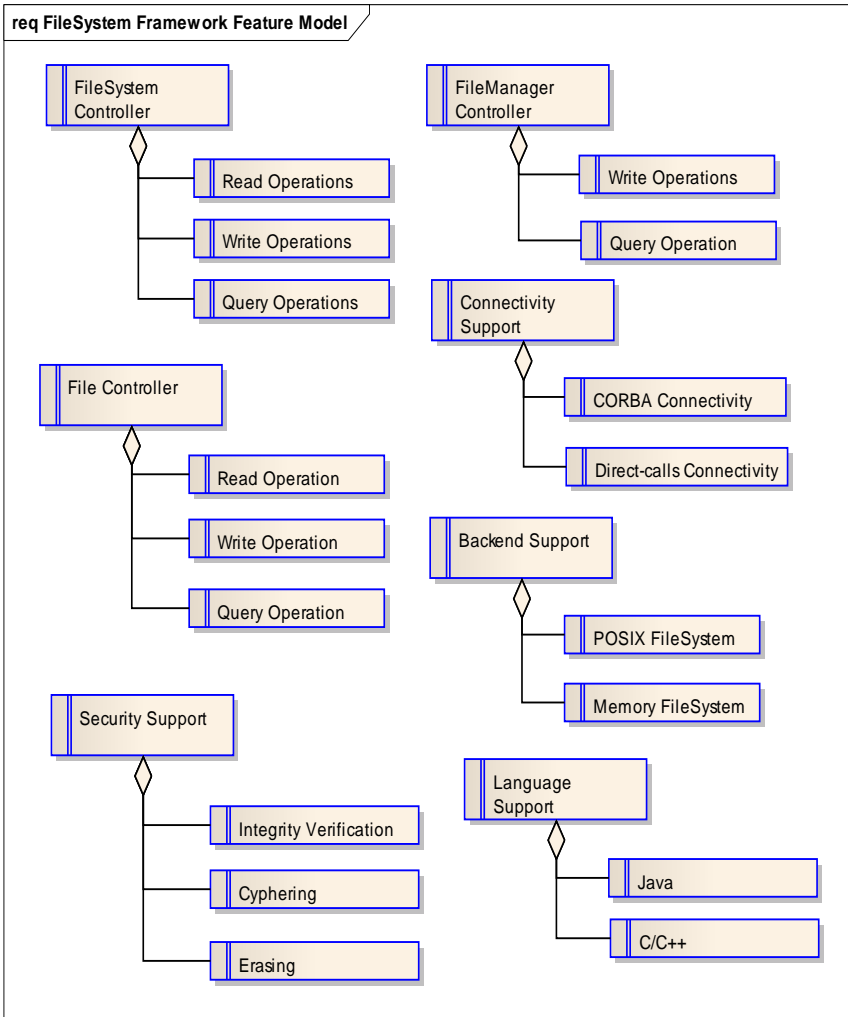 req FileSystem Framework Feature Model
FileSystem
Controller
Read Operations
Write Operations
Query Operations
FileManager
Controller
Write Operations
Query Operation
Connectivity
Support
CORBA Connectivity
Direct-calls Connectivity
File Controller
Read Operation
Write Operation
Query Operation
Backend Support
POSIX FileSystem
Memory FileSystem
Security Support
Integrity Verification
Cyphering
Erasing
Language
Support
Java
C/C++